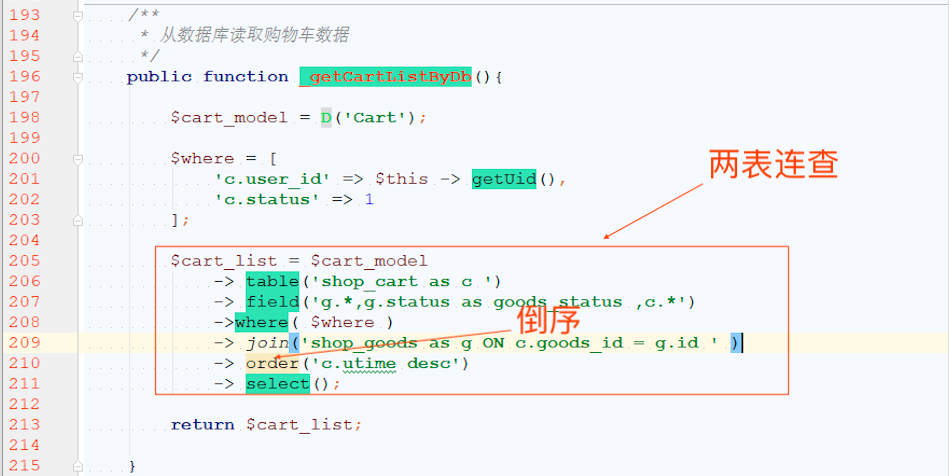 193 /**
194 * 从数据库读取购物车数据
195 */
196 public function _getCartListByDb(){
197
198 $cart_model = D('Cart');
199
200 $where = [
201 'c.user_id' => $this -> getUid(),
202 'c.status' => 1
203 ];
204
205 $cart_list = $cart_model
206 -> table('shop_cart as c ')
207 -> field('g.*,g.status as goods_status ,c.*')
208 ->where( $where )
209 -> join('shop_goods as g ON c.goods_id = g.id ' )
210 -> order('c.utime desc')
211 -> select();
212
213 return $cart_list;
214
215 }
两表连查
倒序